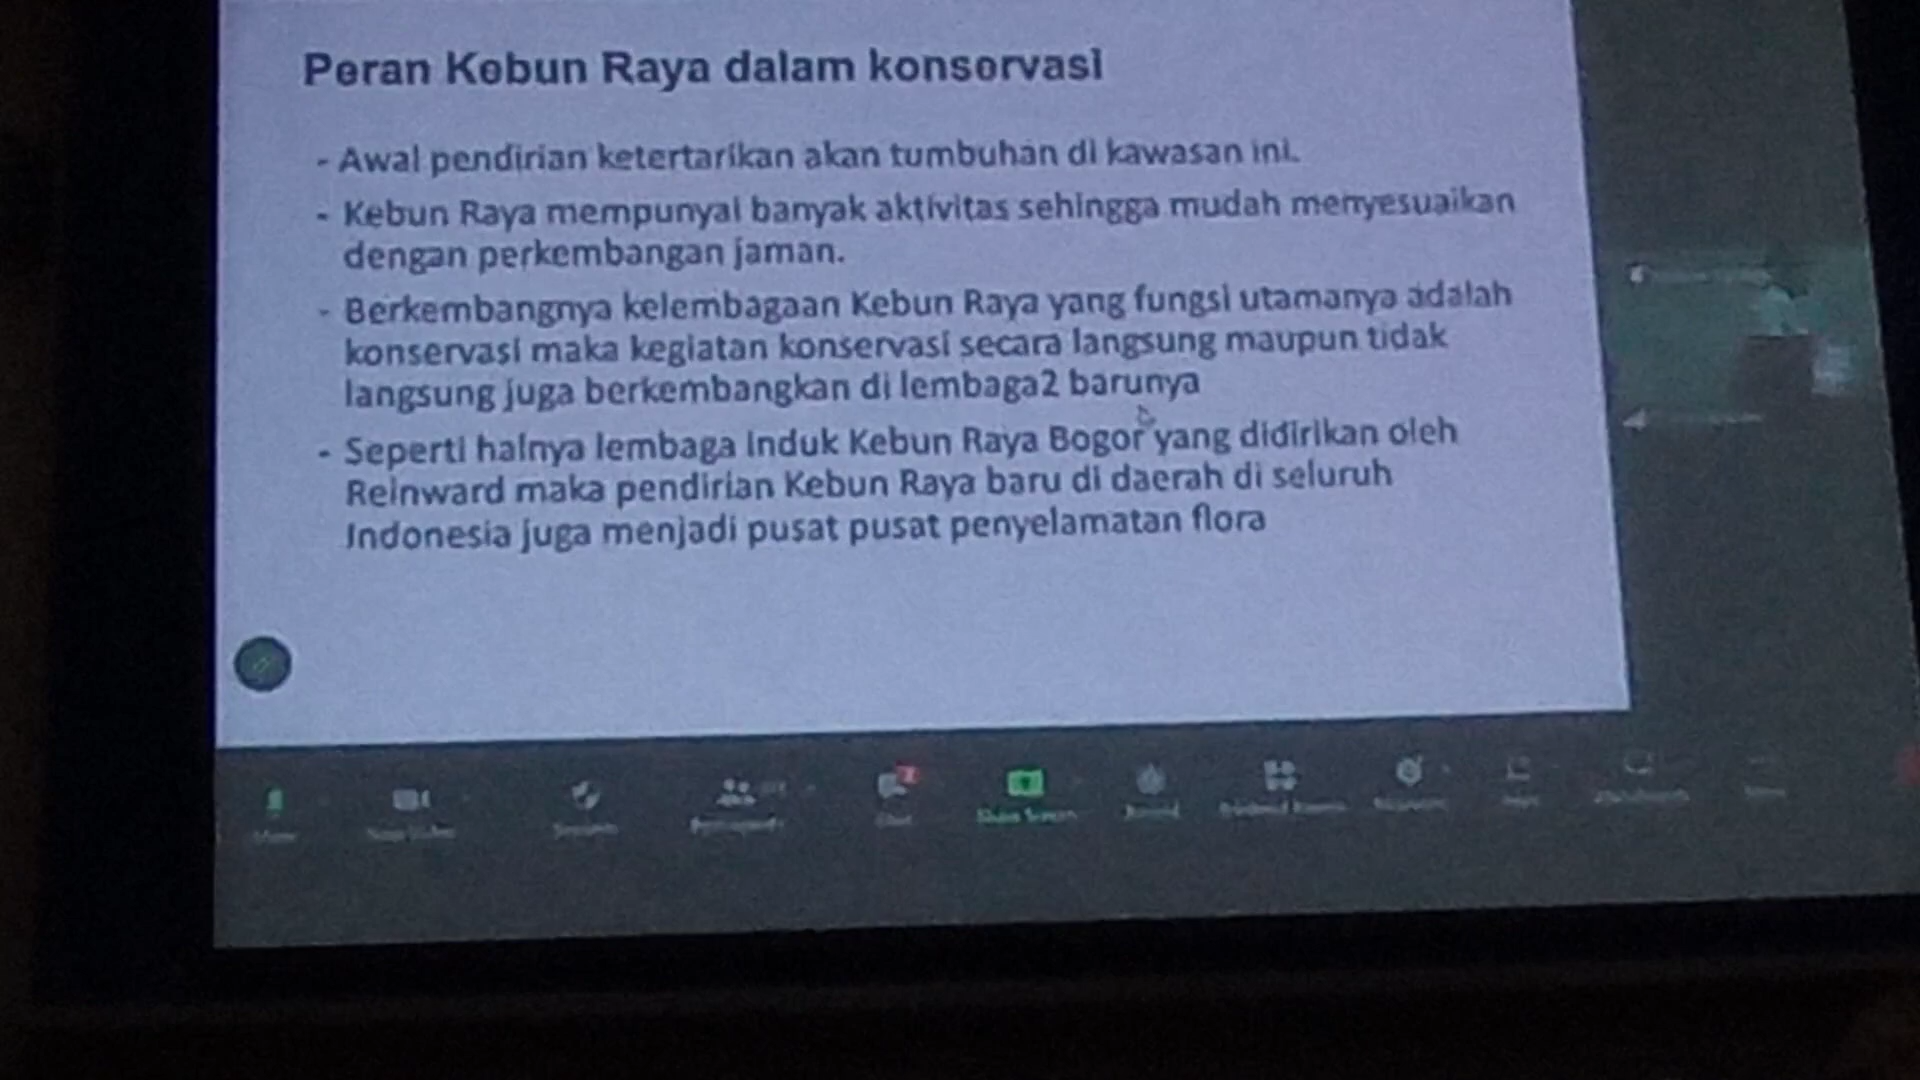 Peran Kebun Raya dalam konservasi
- Awal pendirian ketertarikan akan tumbuhan di kawasan ini.
- Kebun Raya mempunyai banyak aktivitas sehingga mudah menyesuaikan
dengan perkembangan jaman.
- Berkembangnya kelembagaan Kebun Raya yang fungsi utamanya adalah
konservasi maka kegiatan konservasi secara langsung maupun tidak
langsung juga berkembangkan di lembaga2 barunya
- Seperti halnya lembaga induk Kebun Raya Bogor yang didirikan oleh
Reinward maka pendirian Kebun Raya baru di daerah di seluruh
Indonesia juga menjadi pusat pusat penyelamatan flora
Share Screen